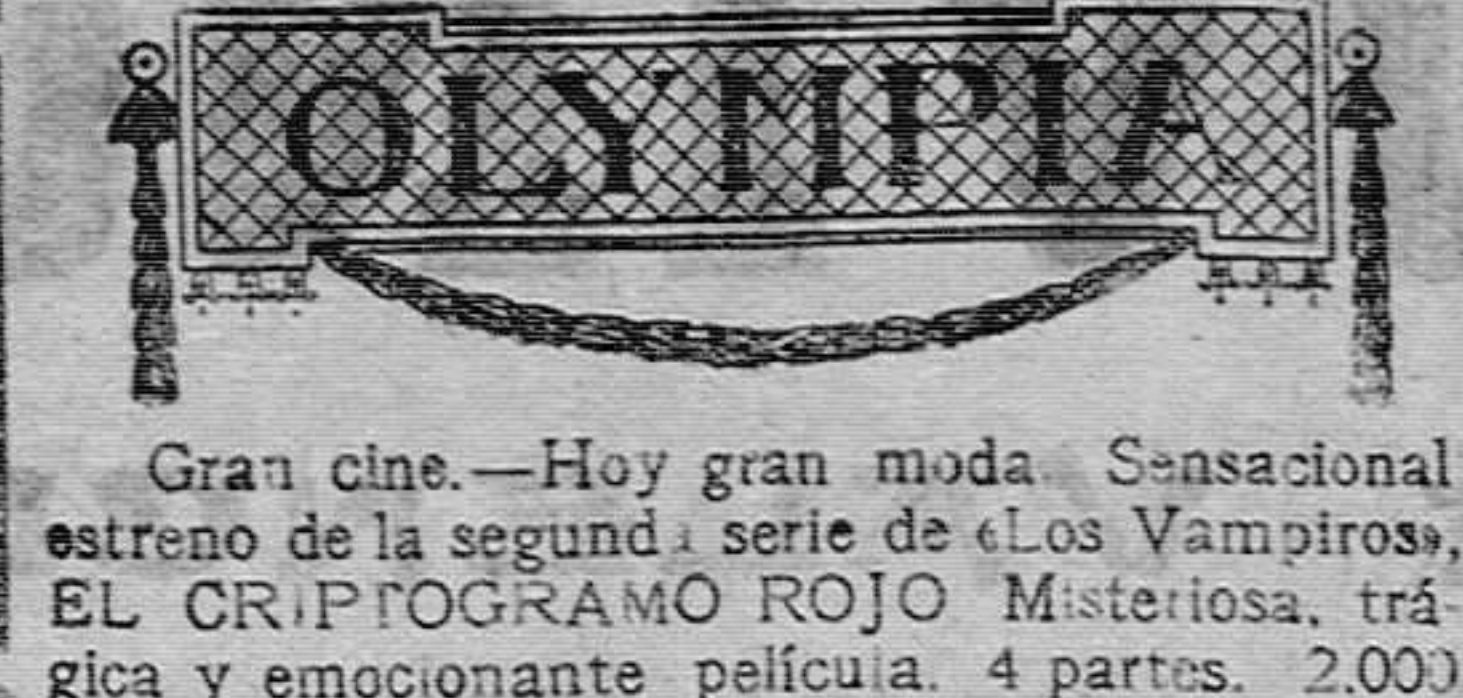 OLYMPIA
Gran cine.—Hoy gran moda. Sensacional
estreno de la segunda serie de «Los Vampiros»,
EL CRIPTOGRAMO ROJO Misteriosa, trá-
gica y emocionante película. 4 partes. 2.000